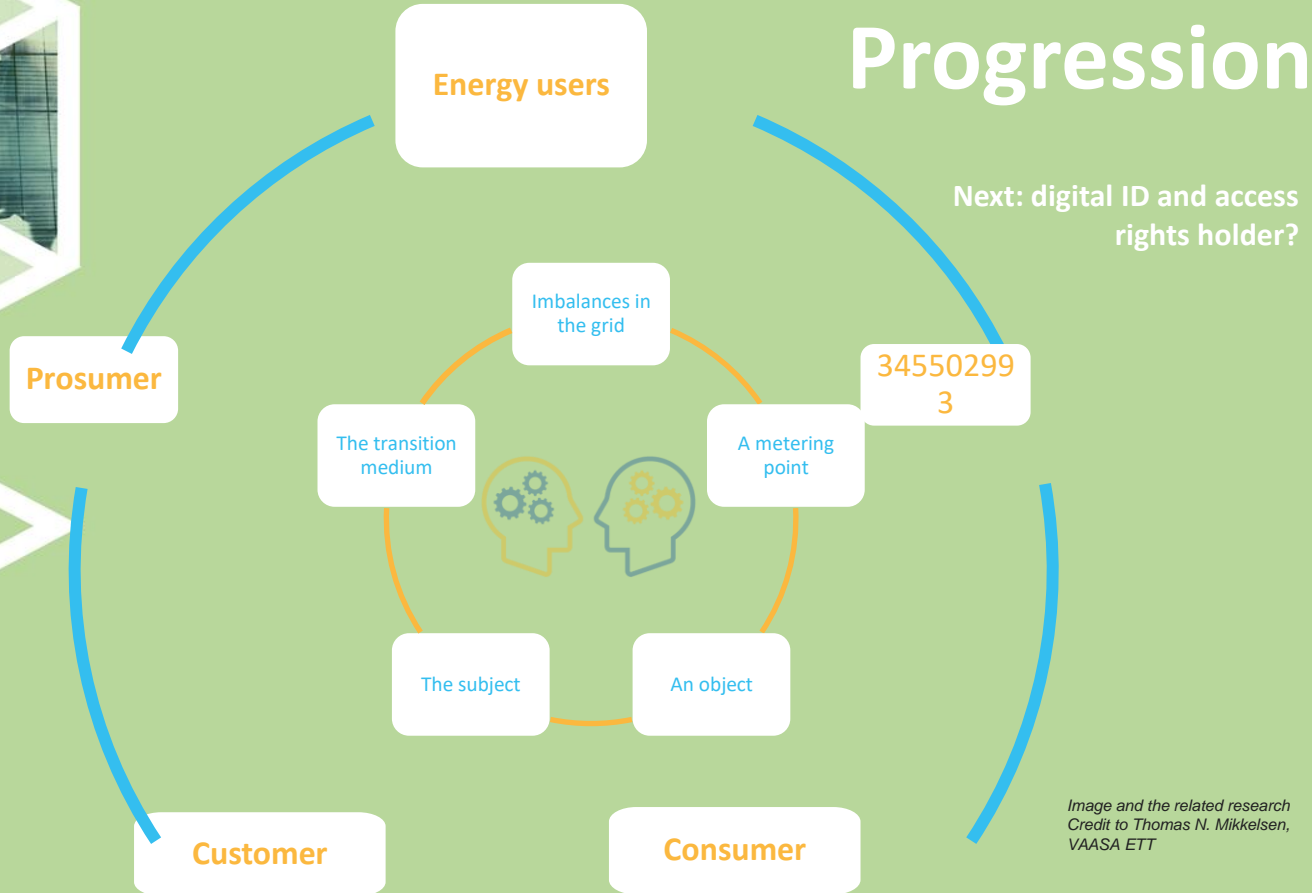 Progression
Next: digital ID and access
rights holder?
Energy users
34550299
3
Consumer
Customer
Prosumer
Imbalances in
the grid
A metering
point
An object
The subject
The transition
medium
Image and the related research
Credit to Thomas N. Mikkelsen,
VAASA ETT